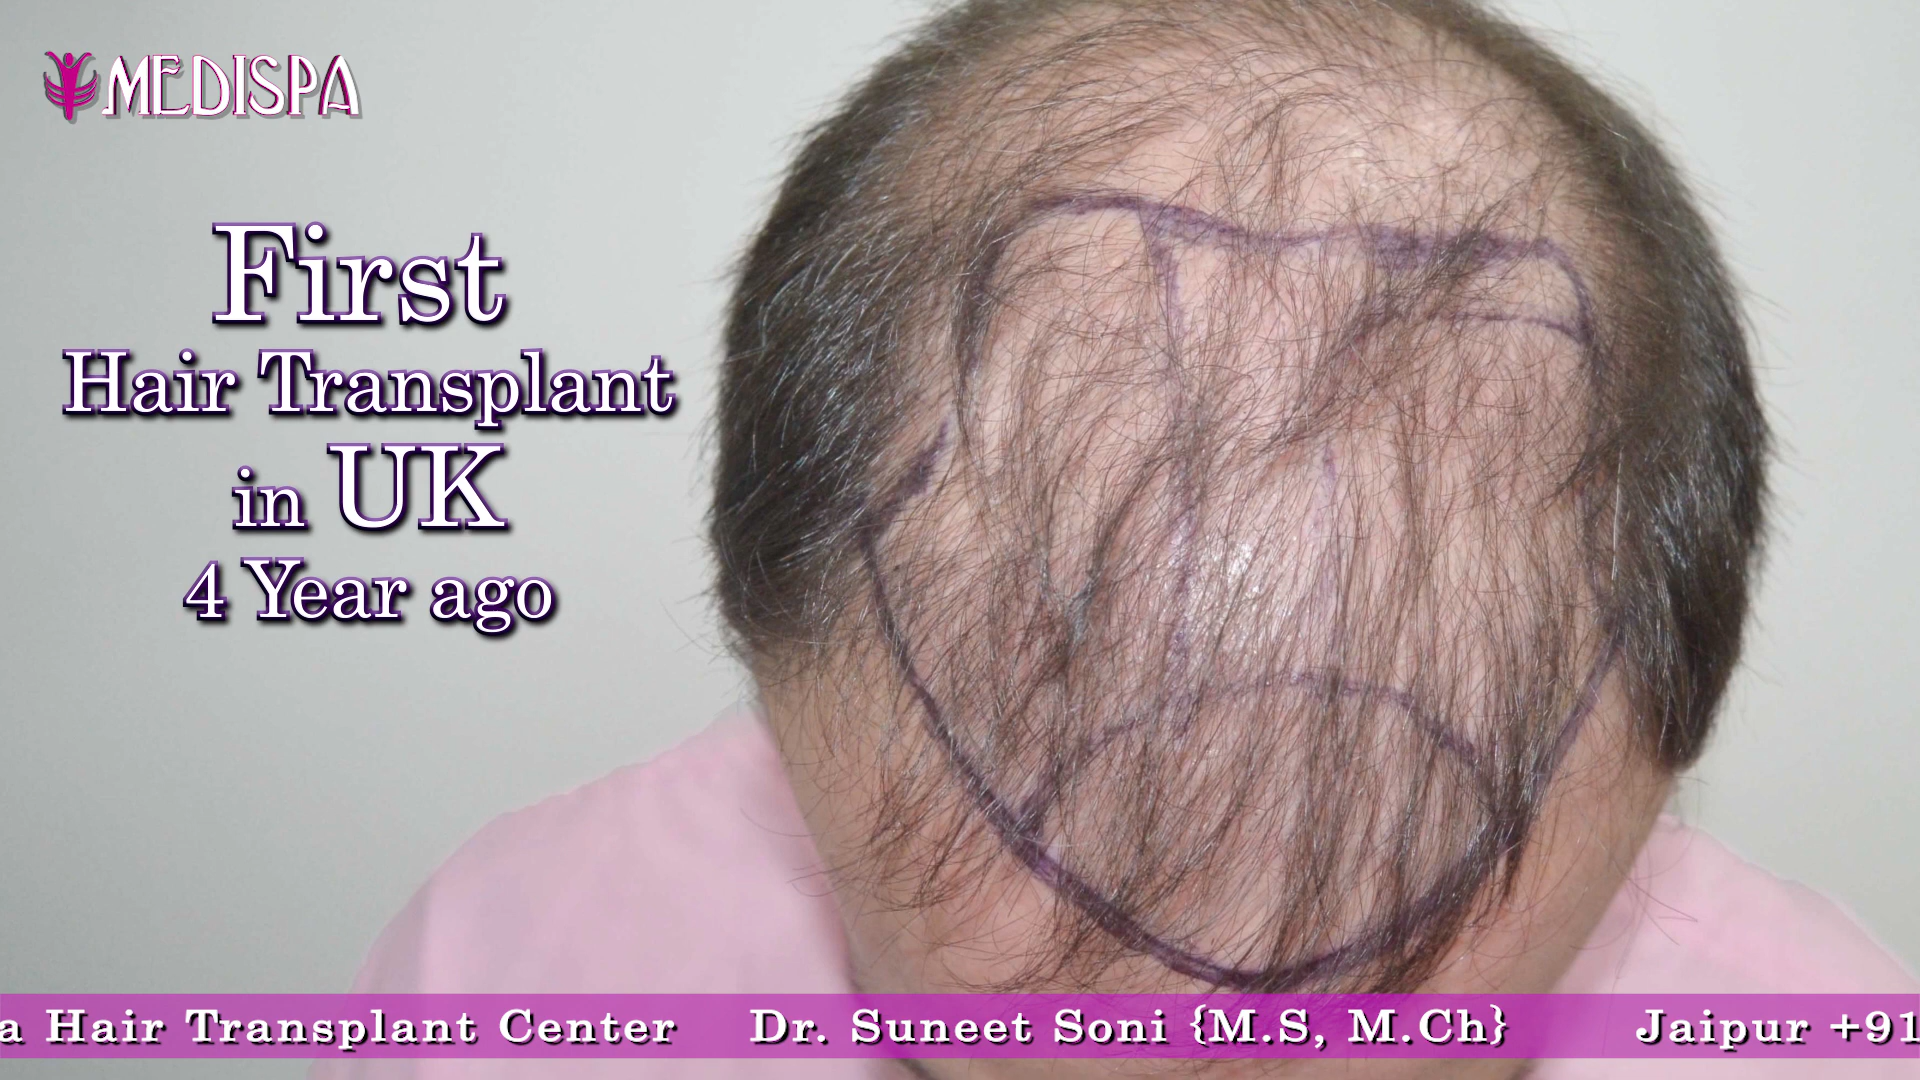 MEDISPA
First
Hair Transplant
in UK
4 Year ago
a Hair Transplant Center Dr. Suneet Soni {M.S, M.Ch} Jaipur +91